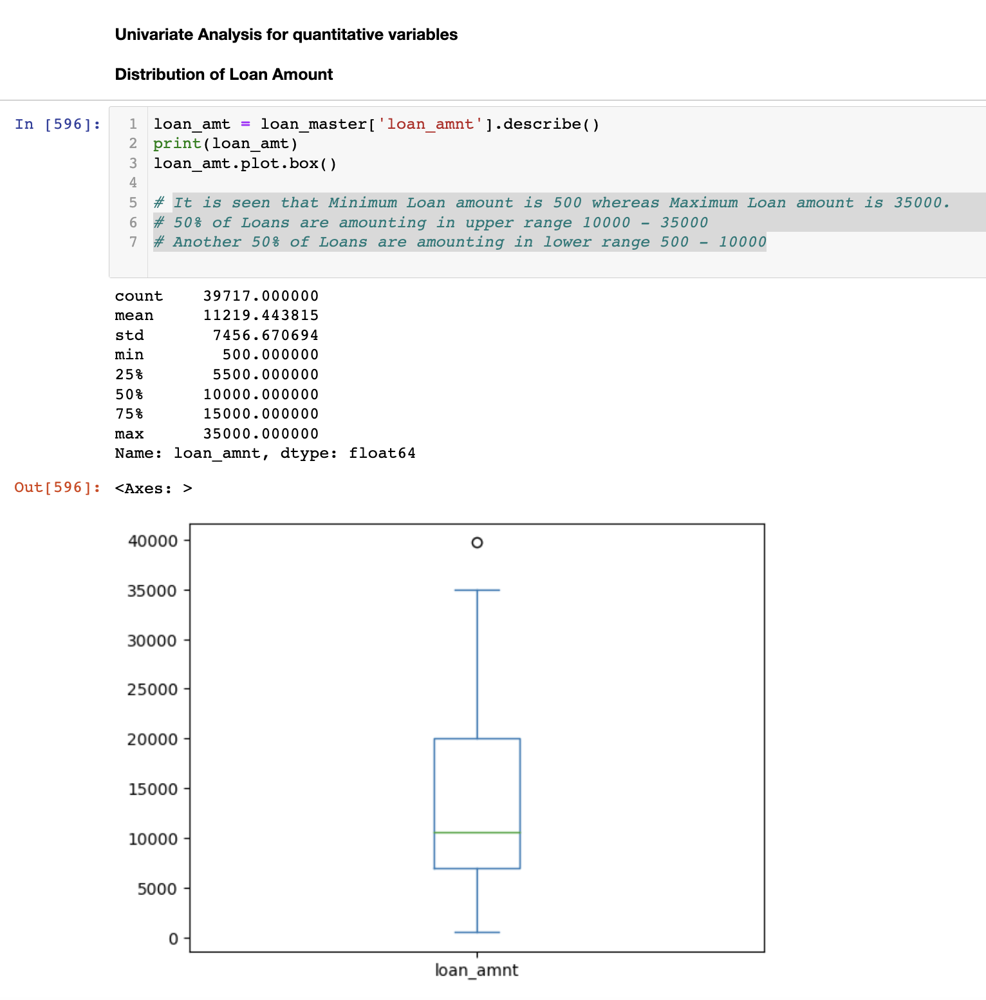 Univariate Analysis for quantitative variables
Distribution of Loan Amount
In [596]:
1 loan_amt = loan_master['loan_amnt'].describe()
2 print(loan_amt)
3 loan_amt.plot.box()
4
5 # It is seen that Minimum Loan amount is 500 whereas Maximum Loan amount is 35000.
6 # 50% of Loans are amounting in upper range 10000 - 35000
7 # Another 50% of Loans are amounting in lower range 500 - 10000
count 39717.000000
mean 11219.443815
std 7456.670694
min 500.000000
25% 5500.000000
50% 10000.000000
75% 15000.000000
max 35000.000000
Name: loan_amnt, dtype: float64
Out[596]: <Axes: >
40000
35000
30000
25000
20000
15000
10000
5000
0
loan_amnt